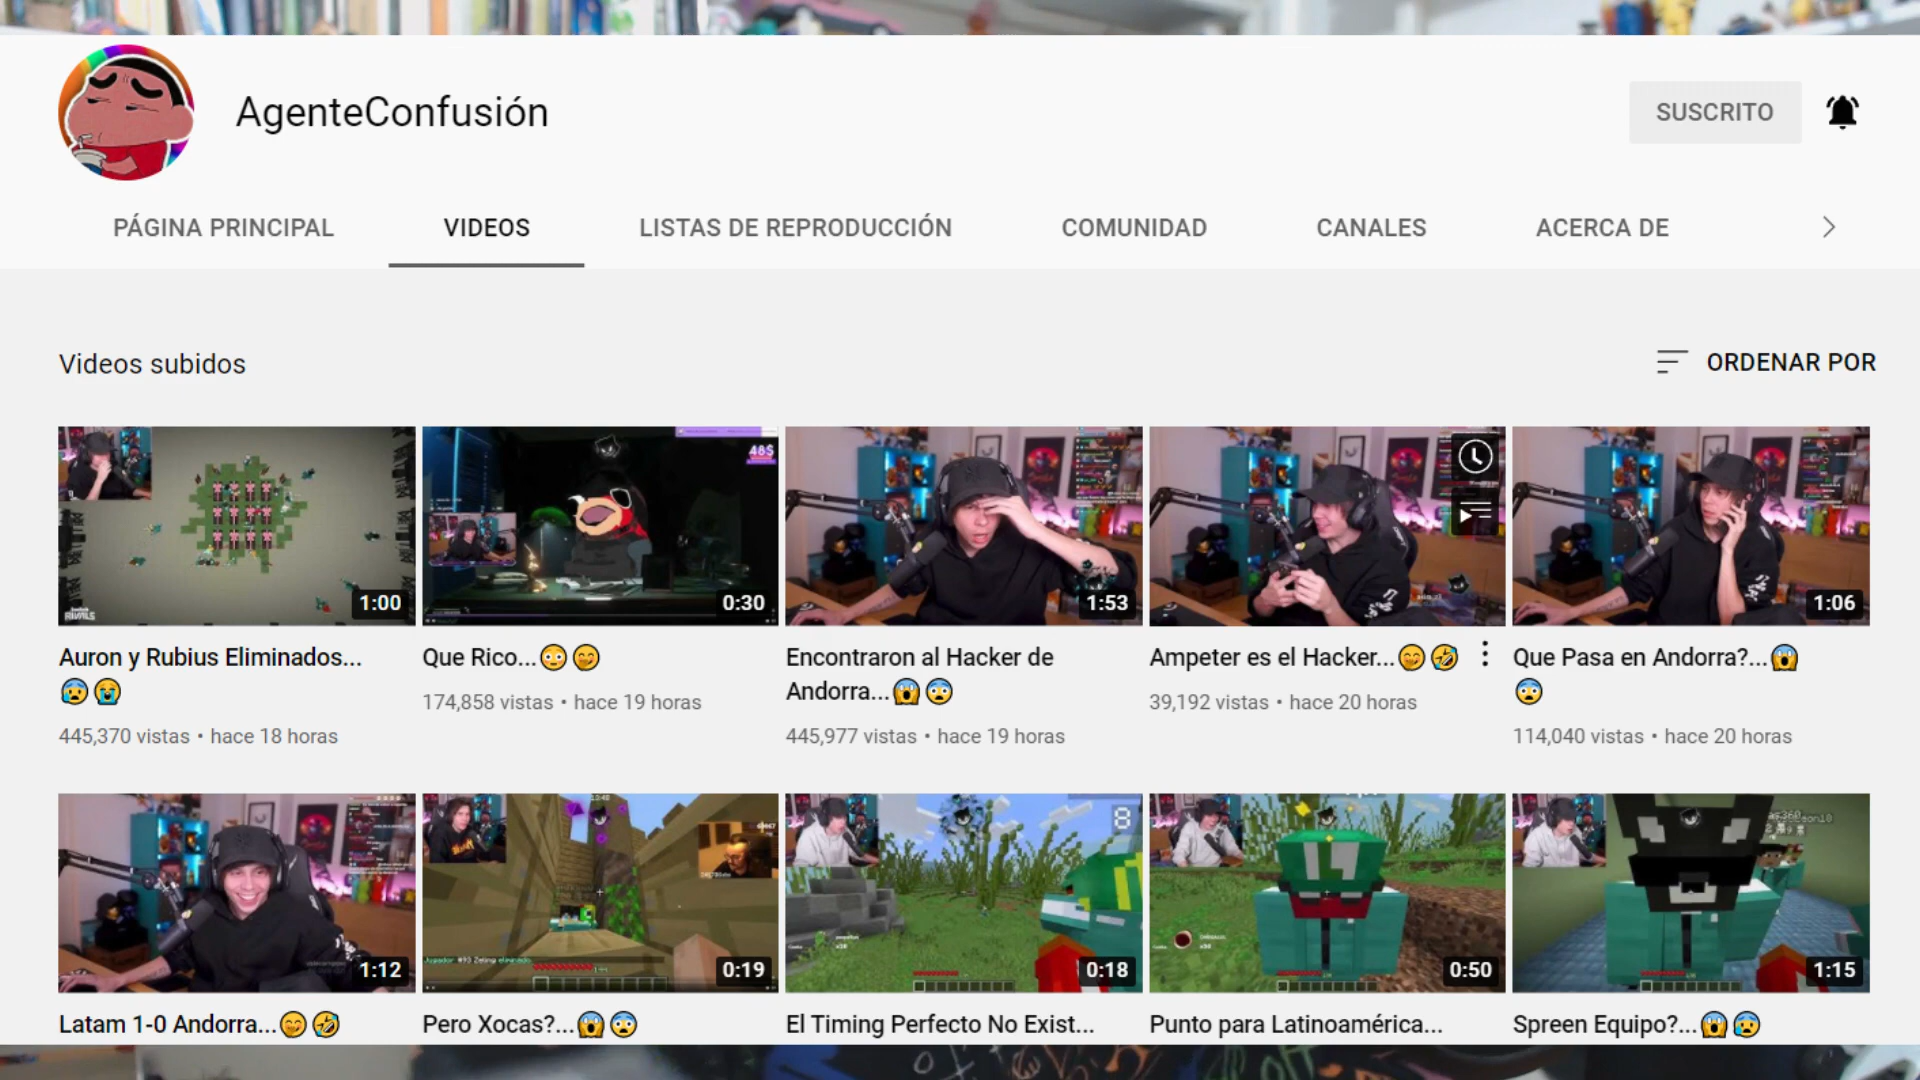 AgenteConfusión
SUSCRITO
PÁGINA PRINCIPAL
VIDEOS
LISTAS DE REPRODUCCIÓN
COMUNIDAD
CANALES
ACERCA DE
Videos subidos
ORDENAR POR
48$
RIVALS
1:00
0:30
1:53
1:06
Auron y Rubius Eliminados...
😰😭
445,370 vistas • hace 18 horas
Que Rico...😳🤭
174,858 vistas • hace 19 horas
Encontraron al Hacker de
Andorra...😱😨
445,977 vistas • hace 19 horas
Ampeter es el Hacker...🤭🤣
39,192 vistas • hace 20 horas
Que Pasa en Andorra?...😱
😨
114,040 vistas • hace 20 horas
8
1:12
0:19
0:18
0:50
1:15
Latam 1-0 Andorra...🤭🤣
Pero Xocas?...😱😨
El Timing Perfecto No Exist...
Punto para Latinoamérica...
Spreen Equipo?...😱😰